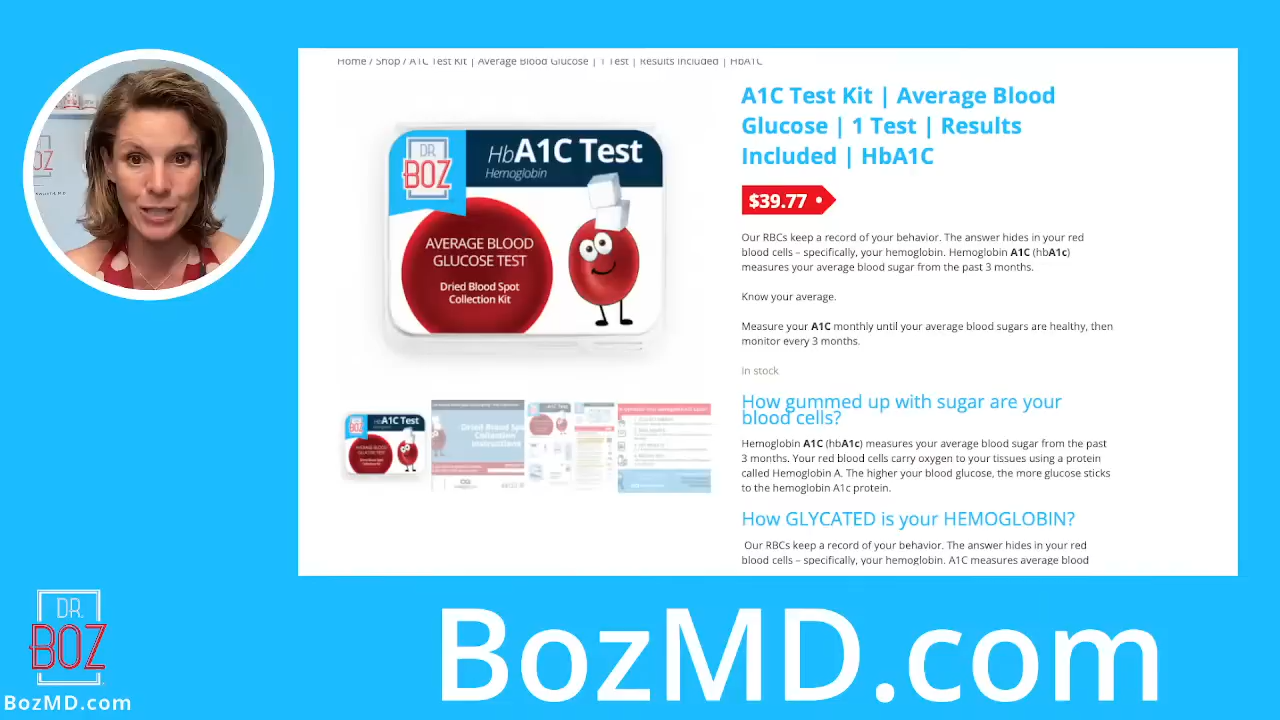 Home / Shop / A1C Test Kit | Average Blood Glucose | 1 Test | Results Included | HbA1C
A1C Test Kit | Average Blood
Glucose | 1 Test | Results
Included | HbA1C
$39.77
Our RBCs keep a record of your behavior. The answer hides in your red
blood cells – specifically, your hemoglobin. Hemoglobin A1C (hbA1c)
measures your average blood sugar from the past 3 months.
Know your average.
Measure your A1C monthly until your average blood sugars are healthy, then
monitor every 3 months.
In stock
How gummed up with sugar are your
blood cells?
Hemoglobin A1C (hbA1c) measures your average blood sugar from the past
3 months. Your red blood cells carry oxygen to your tissues using a protein
called Hemoglobin A. The higher your blood glucose, the more glucose sticks
to the hemoglobin A1c protein.
How GLYCATED is your HEMOGLOBIN?
Our RBCs keep a record of your behavior. The answer hides in your red
blood cells – specifically, your hemoglobin. A1C measures average blood
DR.
BOZ
HbA1C Test
Hemoglobin
AVERAGE BLOOD
GLUCOSE TEST
Dried Blood Spot
Collection Kit
HbA1C Test
Dried Blood Spot
Collection
Instructions
BOZ
DR.
BOZ
BozMD.com
BozMD.com